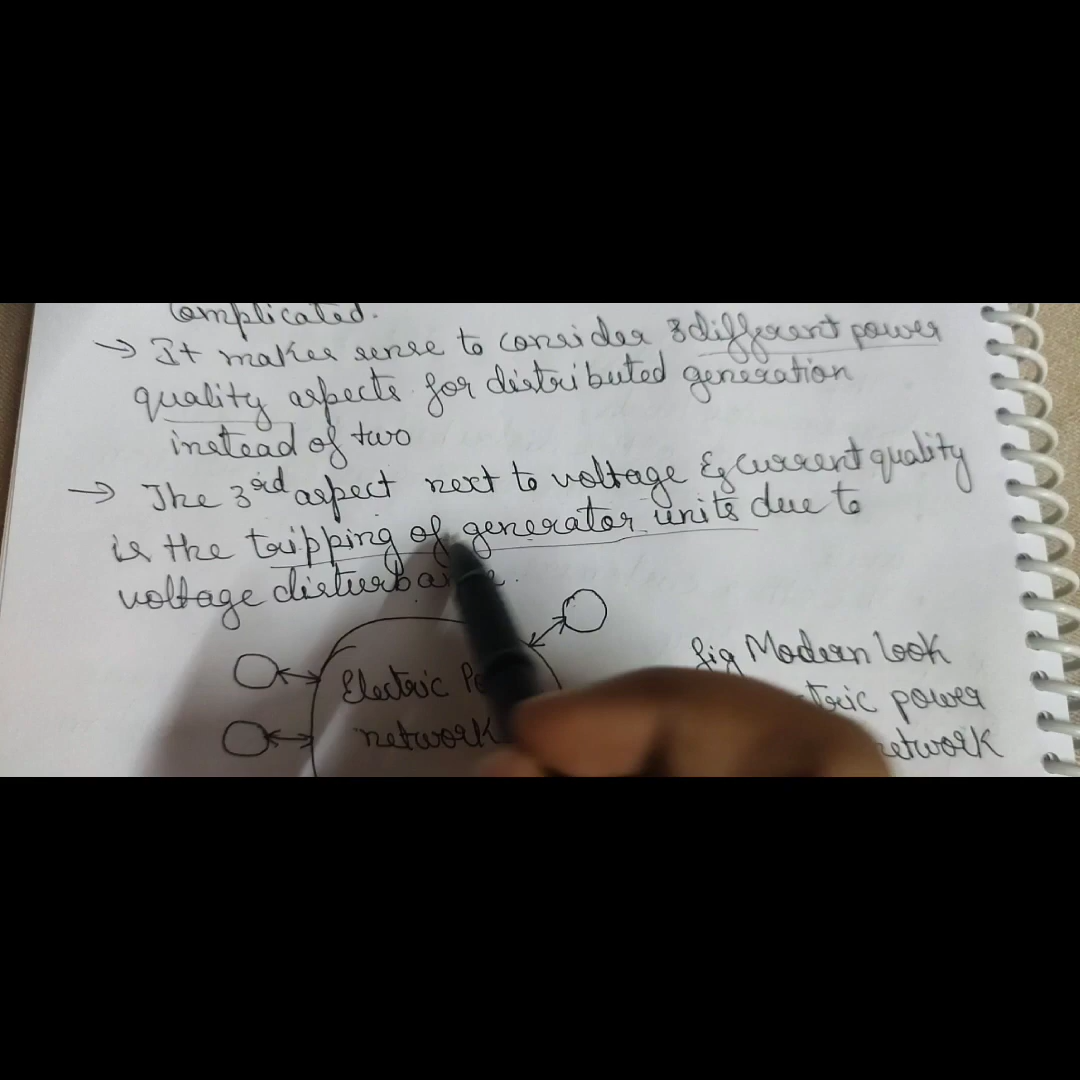 Complicated.
→ It makes sense to consider 3 different power
quality aspects for distributed generation
instead of two
→ The 3rd aspect next to voltage & current quality
is the tripping of generator units due to
voltage
Electric
network
fig Modern look
power
network